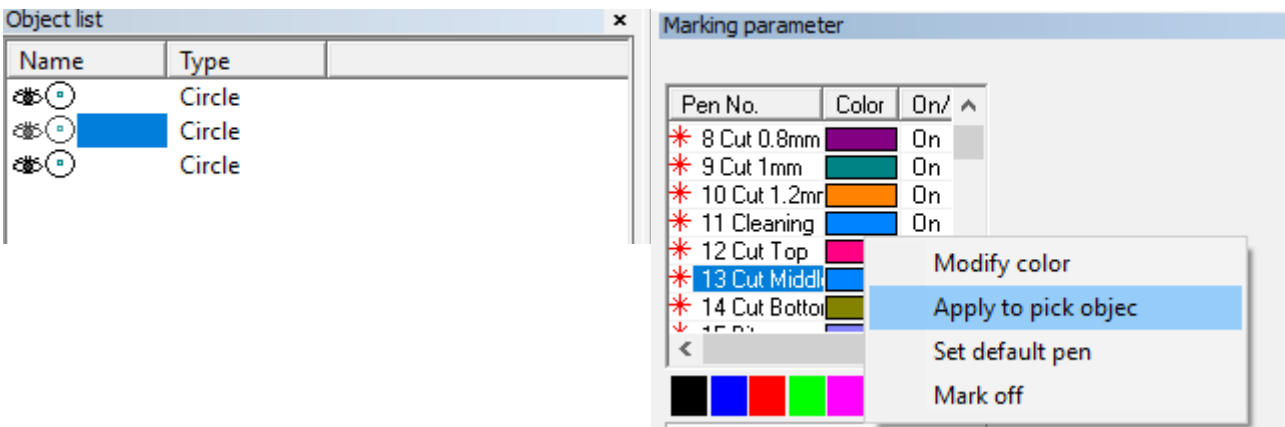 Object list
Name Type
Circle
Circle
Circle
Marking parameter
Pen No. Color On/
8 Cut 0.8mm On
9 Cut 1mm On
10 Cut 1.2mr On
11 Cleaning On
12 Cut Top
13 Cut Middl
14 Cut Botto
Modify color
Apply to pick objec
Set default pen
Mark off